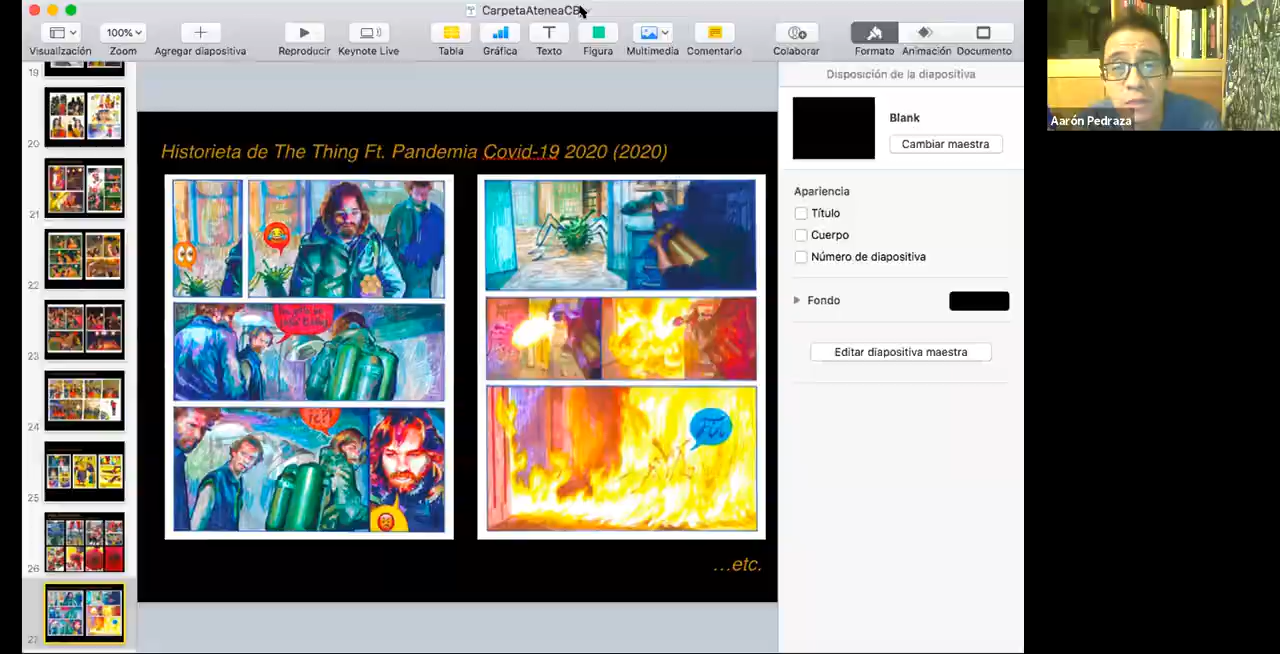 CarpetaAteneaCB
100%
Visualización
Zoom
Agregar diapositiva
Reproducir
Keynote Live
Tabla
Gráfica
Texto
Figura
Multimedia
Comentario
Colaborar
Formato
Animación
Documento
19
20
21
22
23
24
25
26
27
Historieta de The Thing Ft. Pandemia Covid-19 2020 (2020)
¿¿?!
...etc.
Disposición de la diapositiva
Blank
Cambiar maestra
Apariencia
Título
Cuerpo
Número de diapositiva
Fondo
Editar diapositiva maestra
Aarón Pedraza